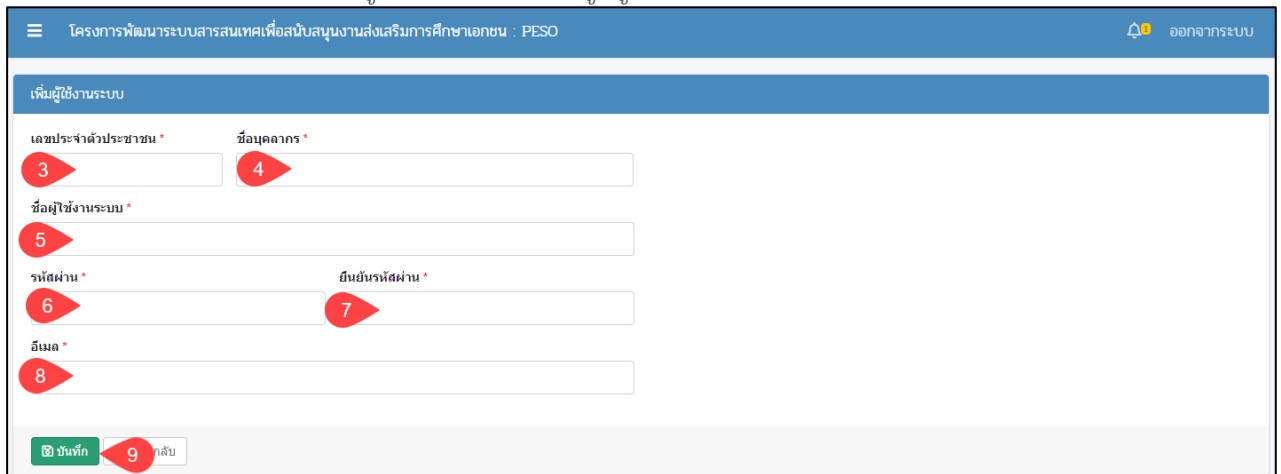 โครงการพัฒนาระบบสารสนเทศเพื่อสนับสนุนงานส่งเสริมการศึกษาเอกชน : PESO
1 ออกจากระบบ
เพิ่มผู้ใช้งานระบบ
เลขประจำตัวประชาชน * ชื่อบุคลากร *
3 4
ชื่อผู้ใช้งานระบบ *
5
รหัสผ่าน * ยืนยันรหัสผ่าน *
6 7
อีเมล *
8
บันทึก 9 กลับ